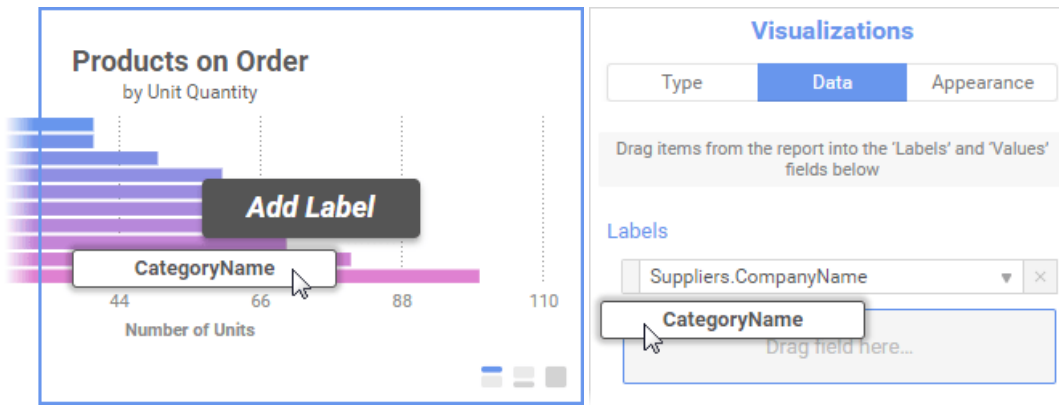 Products on Order
by Unit Quantity
Add Label
CategoryName
44 66 88 110
Number of Units
Visualizations
Type Data Appearance
Drag items from the report into the 'Labels' and 'Values'
fields below
Labels
Suppliers.CompanyName
CategoryName
Drag field here...